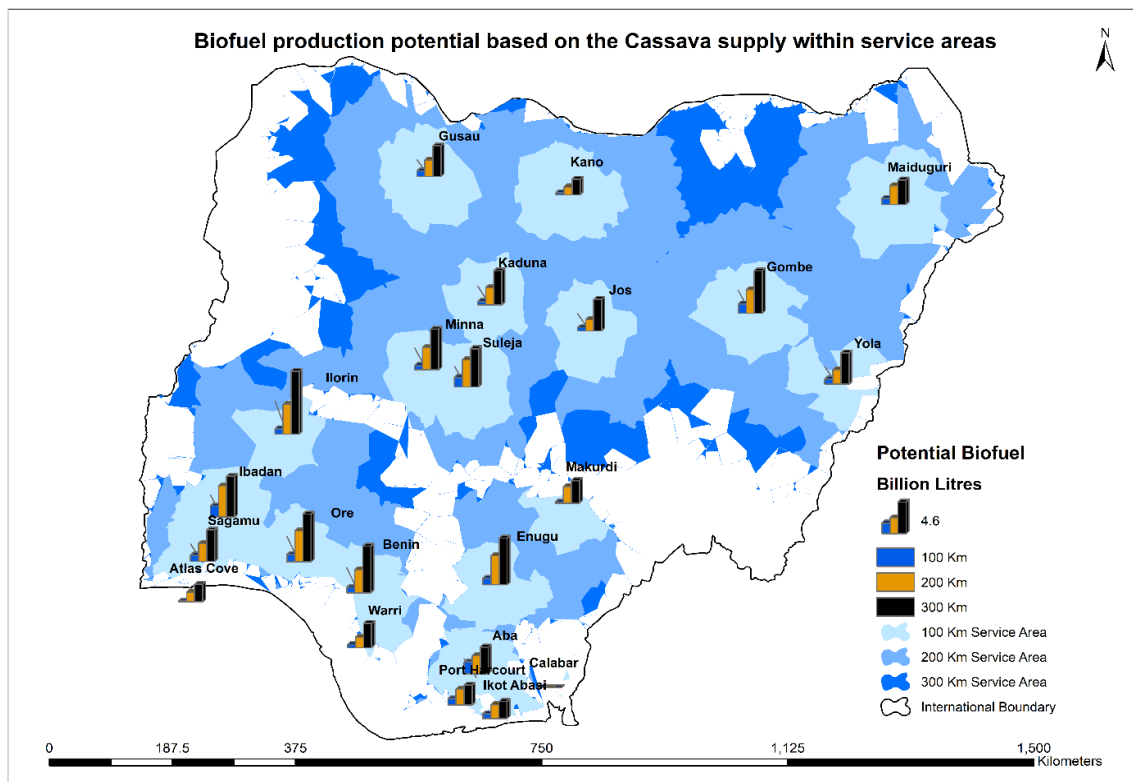 Biofuel production potential based on the Cassava supply within service areas
N
Gusau
Kano
Maiduguri
Kaduna
Gombe
Jos
Minna
Suleja
Yola
Ilorin
Ibadan
Makurdi
Sagamu
Ore
Enugu
Benin
Atlas Cove
Warri
Aba
Calabar
Port Harcourt
Ikot Abasi
Potential Biofuel
Billion Litres
4.6
100 Km
200 Km
300 Km
100 Km Service Area
200 Km Service Area
300 Km Service Area
International Boundary
0 187.5 375 750 1,125 1,500
Kilometers